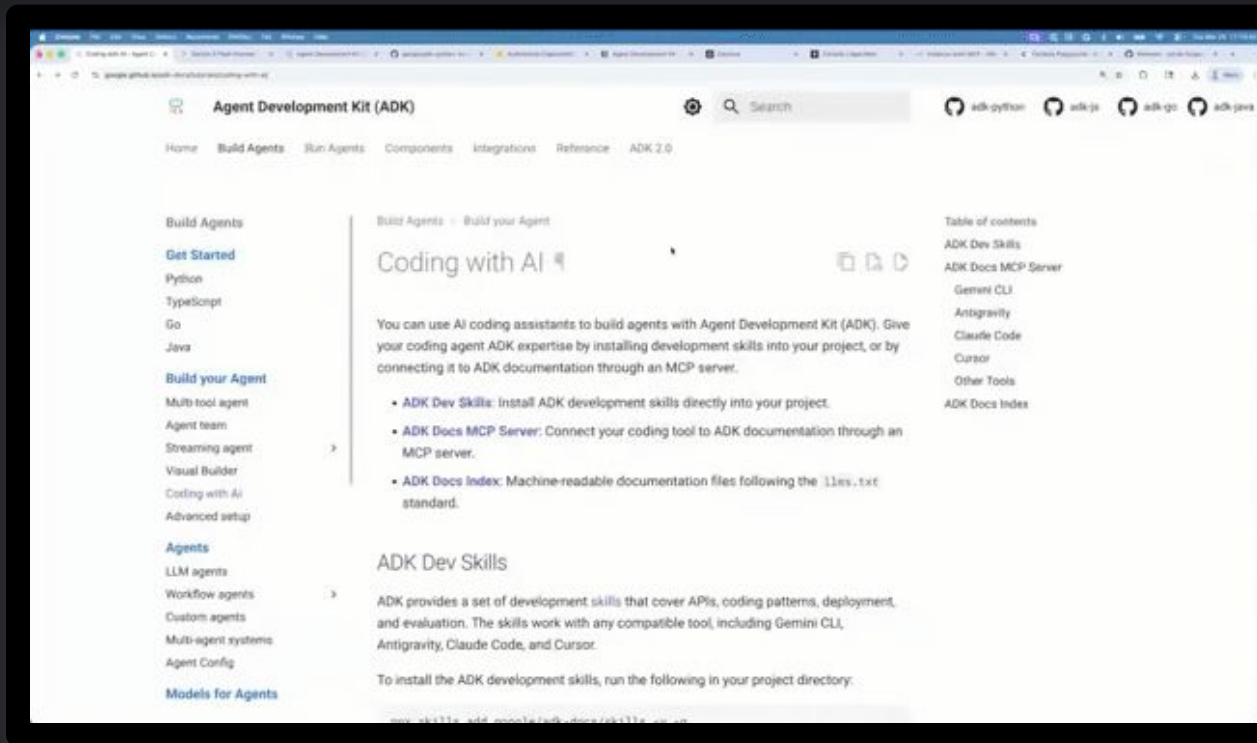 Agent Development Kit (ADK)
Search
adk-python
adk-js
adk-go
adk-java
Home
Build Agents
Run Agents
Components
Integrations
Reference
ADK 2.0
Build Agents
Get Started
Python
TypeScript
Go
Java
Build your Agent
Multi-tool agent
Agent team
Streaming agent
Visual Builder
Coding with AI
Advanced setup
Agents
LLM agents
Workflow agents
Custom agents
Multi-agent systems
Agent Config
Models for Agents
Build Agents
Build your Agent
Coding with AI ¶
You can use AI coding assistants to build agents with Agent Development Kit (ADK). Give
your coding agent ADK expertise by installing development skills into your project, or by
connecting it to ADK documentation through an MCP server.
• ADK Dev Skills: Install ADK development skills directly into your project.
• ADK Docs MCP Server: Connect your coding tool to ADK documentation through an
MCP server.
• ADK Docs Index: Machine-readable documentation files following the llms.txt
standard.
ADK Dev Skills
ADK provides a set of development skills that cover APIs, coding patterns, deployment,
and evaluation. The skills work with any compatible tool, including Gemini CLI,
Antigravity, Claude Code, and Cursor.
To install the ADK development skills, run the following in your project directory:
npx skills add google/adk-docs/skills -y -g
Table of contents
ADK Dev Skills
ADK Docs MCP Server
Gemini CLI
Antigravity
Claude Code
Cursor
Other Tools
ADK Docs Index